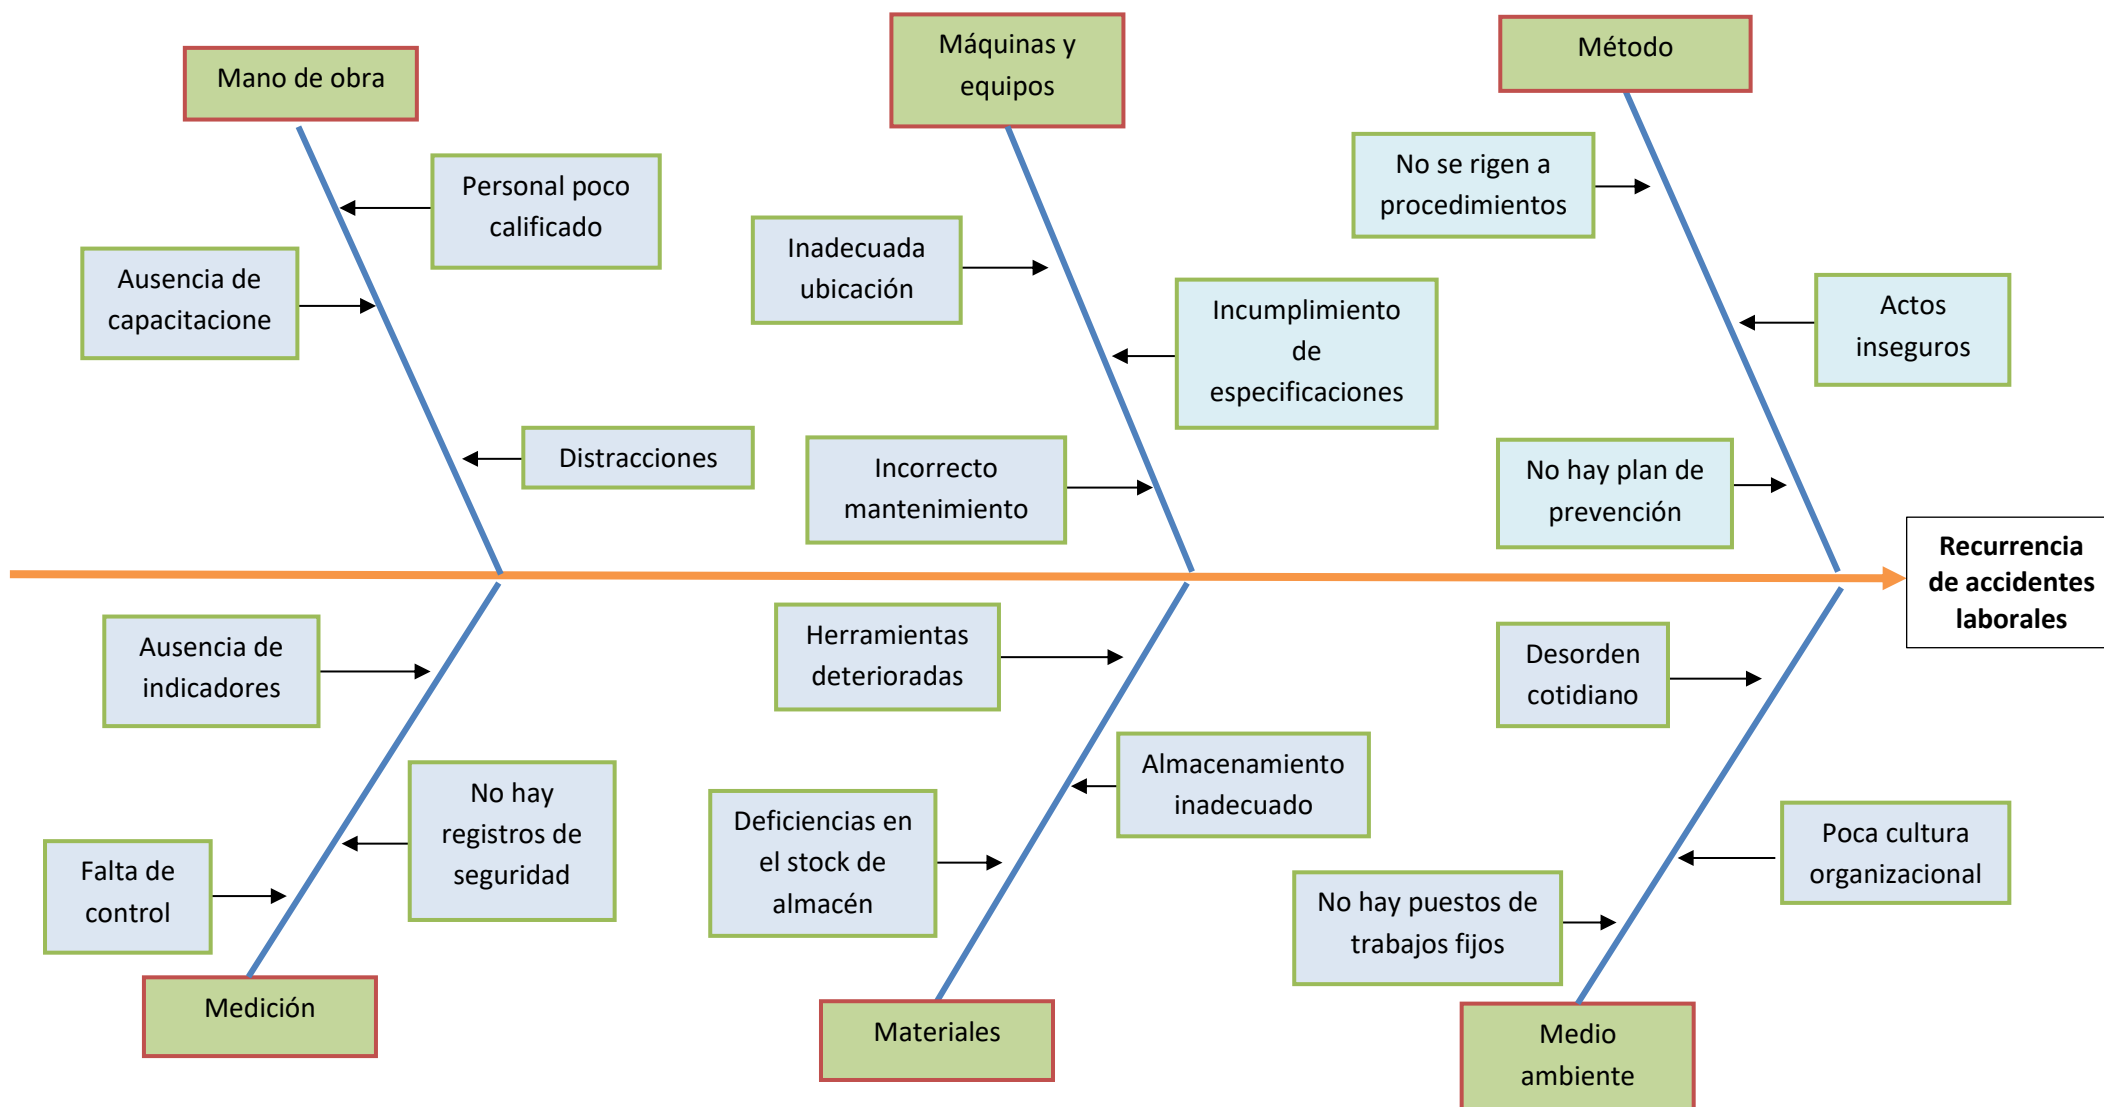 Mano de obra
Máquinas y
equipos
Método
Personal poco
calificado
Ausencia de
capacitacione
Distracciones
Inadecuada
ubicación
Incumplimiento
de
especificaciones
Incorrecto
mantenimiento
No se rigen a
procedimientos
Actos
inseguros
No hay plan de
prevención
Recurrencia
de accidentes
laborales
Ausencia de
indicadores
No hay
registros de
seguridad
Falta de
control
Medición
Herramientas
deterioradas
Almacenamiento
inadecuado
Deficiencias en
el stock de
almacén
Materiales
Desorden
cotidiano
Poca cultura
organizacional
No hay puestos de
trabajos fijos
Medio
ambiente